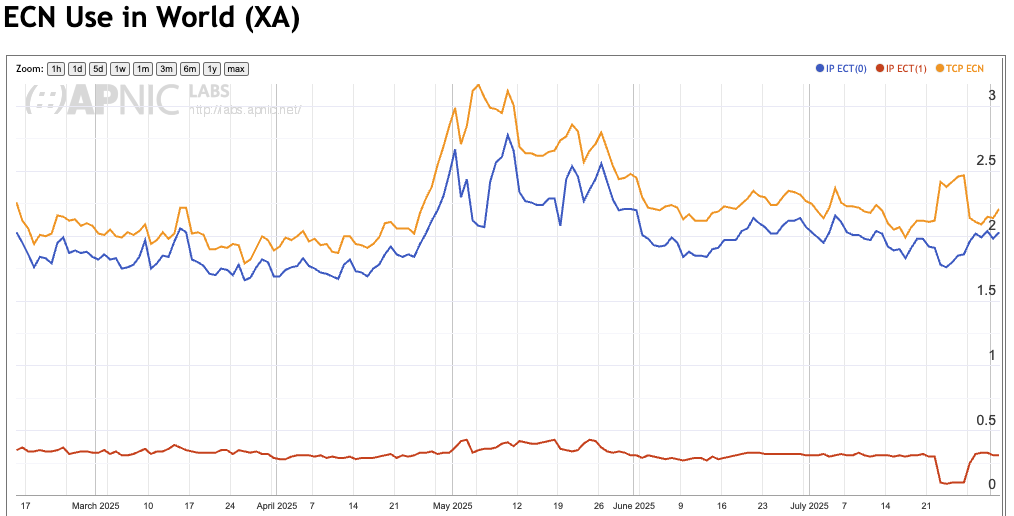 ECN Use in World (XA)
Zoom: 1h 1d 5d 1w 1m 3m 6m 1y max
IP ECT(0) IP ECT(1) TCP ECN
(::)APNIC LABS
http://labs.apnic.net/
3
2.5
2
1.5
1
0.5
0
17 March 2025 10 17 24 April 2025 7 14 21 May 2025 12 19 26 June 2025 9 16 23 July 2025 7 14 21